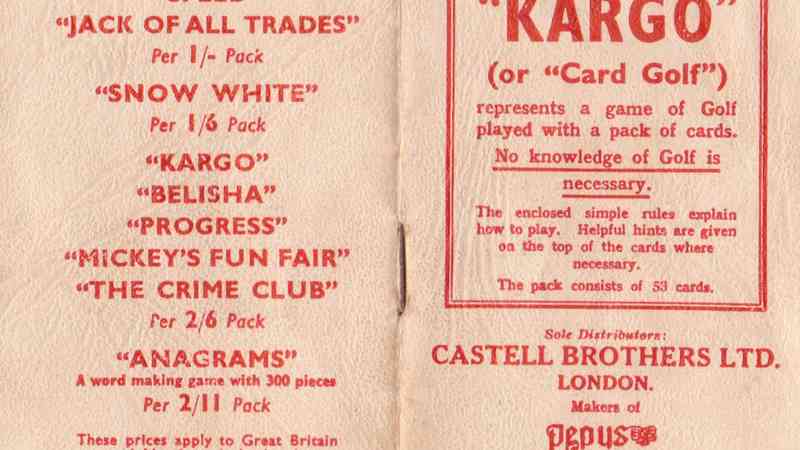 "JACK OF ALL TRADES"
Per 1/- Pack
"SNOW WHITE"
Per 1/6 Pack
"KARGO"
"BELISHA"
"PROGRESS"
"MICKEY'S FUN FAIR"
"THE CRIME CLUB"
Per 2/6 Pack
"ANAGRAMS"
A word making game with 300 pieces
Per 2/11 Pack
These prices apply to Great Britain
"KARGO"
(or "Card Golf")
represents a game of Golf
played with a pack of cards.
No knowledge of Golf is
necessary.
The enclosed simple rules explain
how to play. Helpful hints are given
on the top of the cards where
necessary.
The pack consists of 53 cards.
Sole Distributors:
CASTELL BROTHERS LTD.
LONDON.
Makers of
Pepys